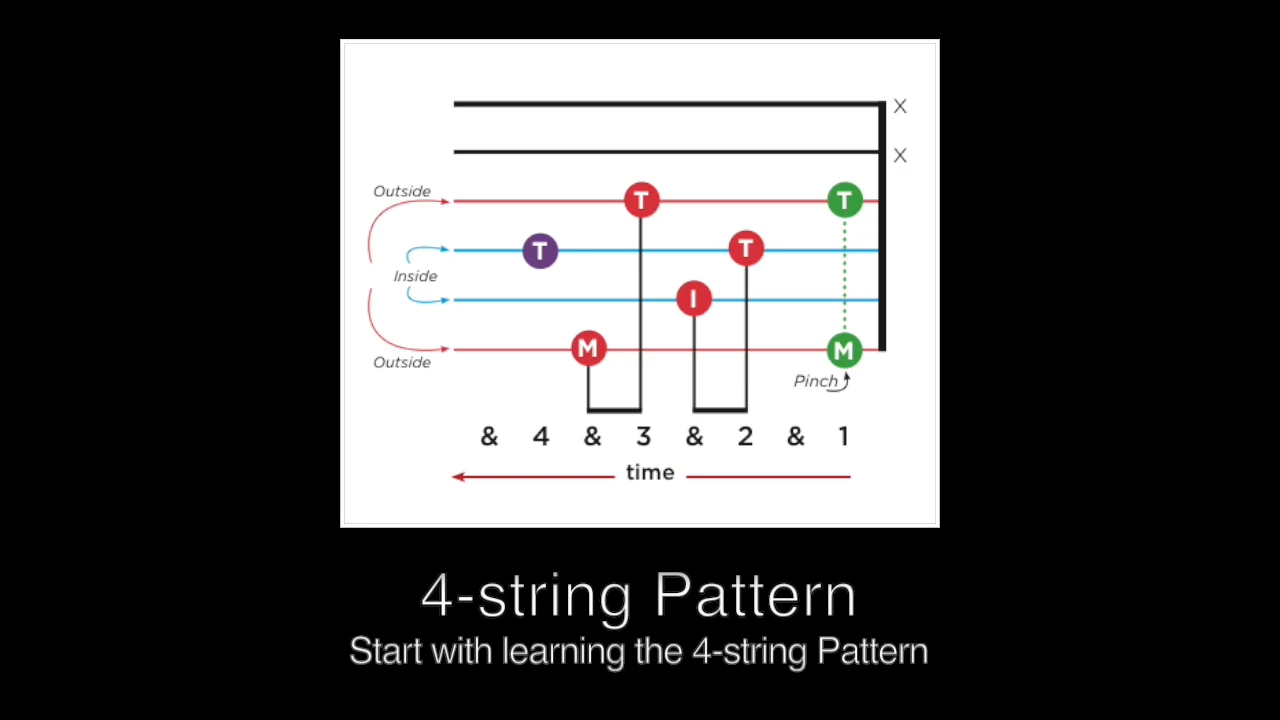 X
X
Outside
T T
T T
Inside
I
M M
Outside
Pinch
& 4 & 3 & 2 & 1
time
4-string Pattern
Start with learning the 4-string Pattern